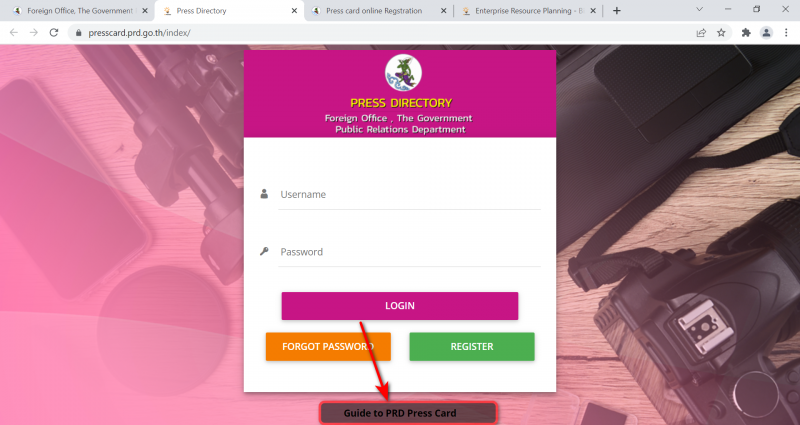 Foreign Office, The Government
Press Directory
Press card online Regstration
Enterprise Resource Planning - B
presscard.prd.go.th/index/
PRESS DIRECTORY
Foreign Office , The Government
Public Relations Department
Username
Password
LOGIN
FORGOT PASSWORD
REGISTER
Guide to PRD Press Card